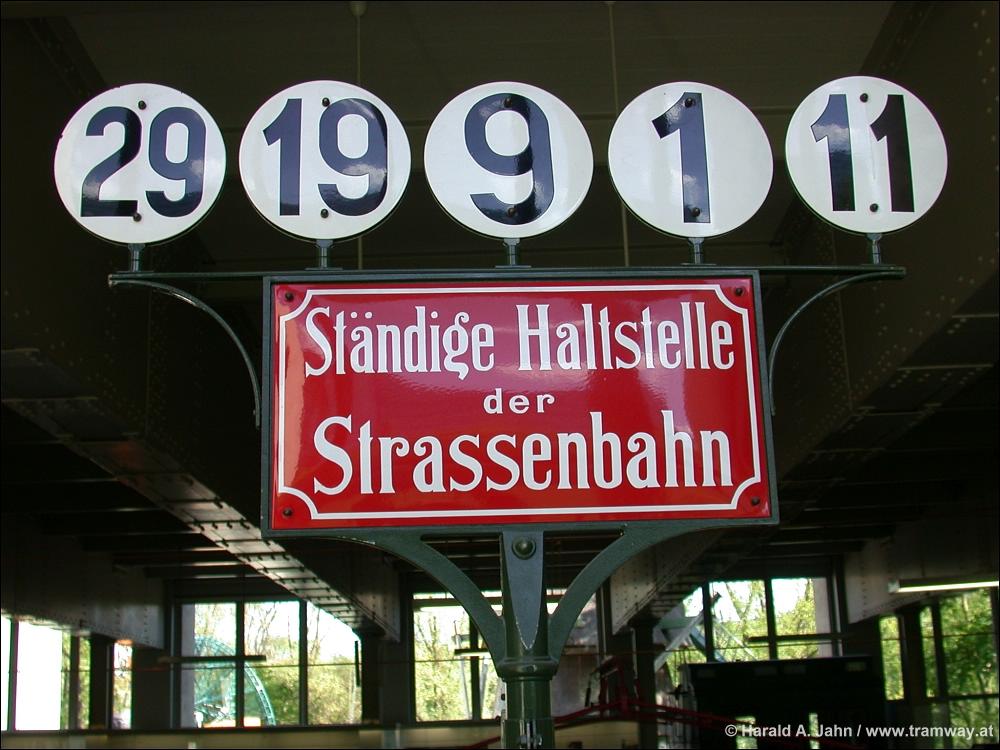 29 19 9 1 11
Ständige Haltstelle
der
Strassenbahn
© Harald A. Jahn / www.tramway.at